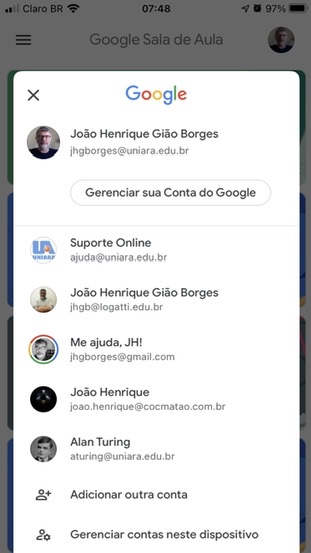 Claro BR
07:48
97%
Google Sala de Aula
Google
João Henrique Gião Borges
jhgborges@uniara.edu.br
Gerenciar sua Conta do Google
UA
UNIARA
Suporte Online
ajuda@uniara.edu.br
João Henrique Gião Borges
jhgb@logatti.edu.br
Me ajuda, JH!
jhgborges@gmail.com
João Henrique
joao.henrique@cocmatao.com.br
Alan Turing
aturing@uniara.edu.br
Adicionar outra conta
Gerenciar contas neste dispositivo